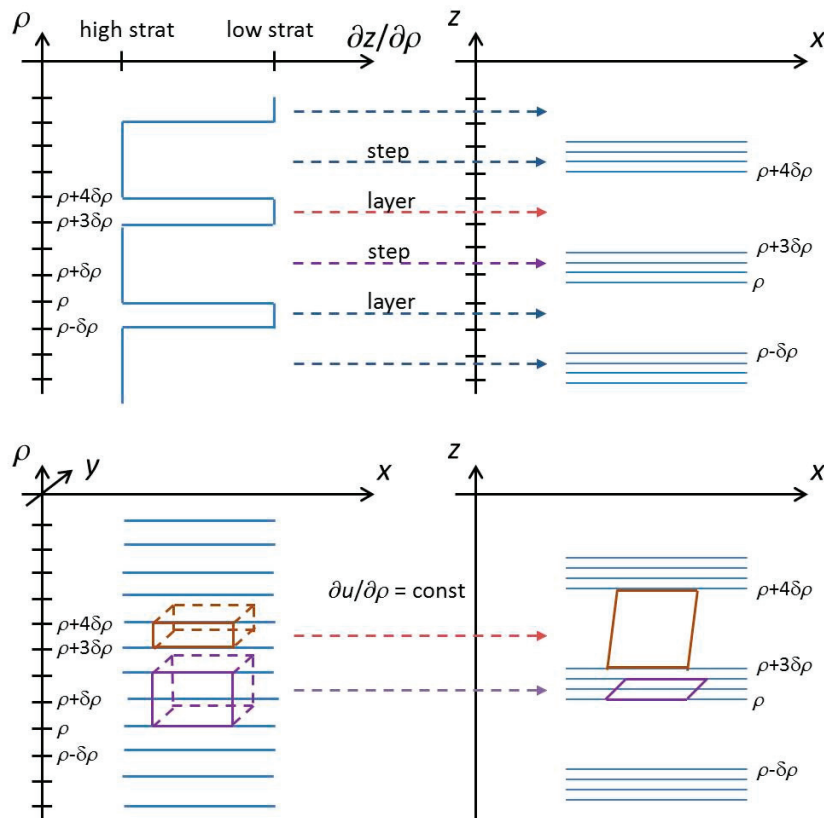 ρ
high strat
low strat
∂z/∂ρ
z
x
step
layer
step
layer
ρ+4δρ
ρ+3δρ
ρ+δρ
ρ
ρ-δρ
ρ+4δρ
ρ+3δρ
ρ
ρ-δρ
ρ
y
x
z
x
∂u/∂ρ = const
ρ+4δρ
ρ+3δρ
ρ+δρ
ρ
ρ-δρ
ρ+4δρ
ρ+3δρ
ρ
ρ-δρ